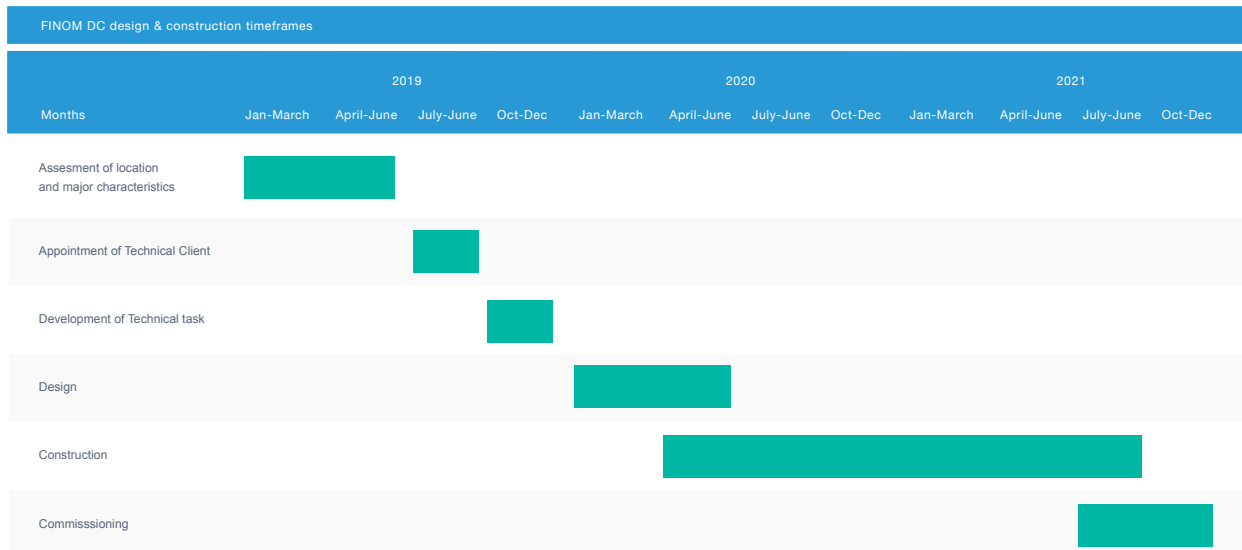 FINOM DC design & construction timeframes
2019 2020 2021
Months Jan-March April-June July-June Oct-Dec Jan-March April-June July-June Oct-Dec Jan-March April-June July-June Oct-Dec
Assesment of location
and major characteristics
Appointment of Technical Client
Development of Technical task
Design
Construction
Commisssioning